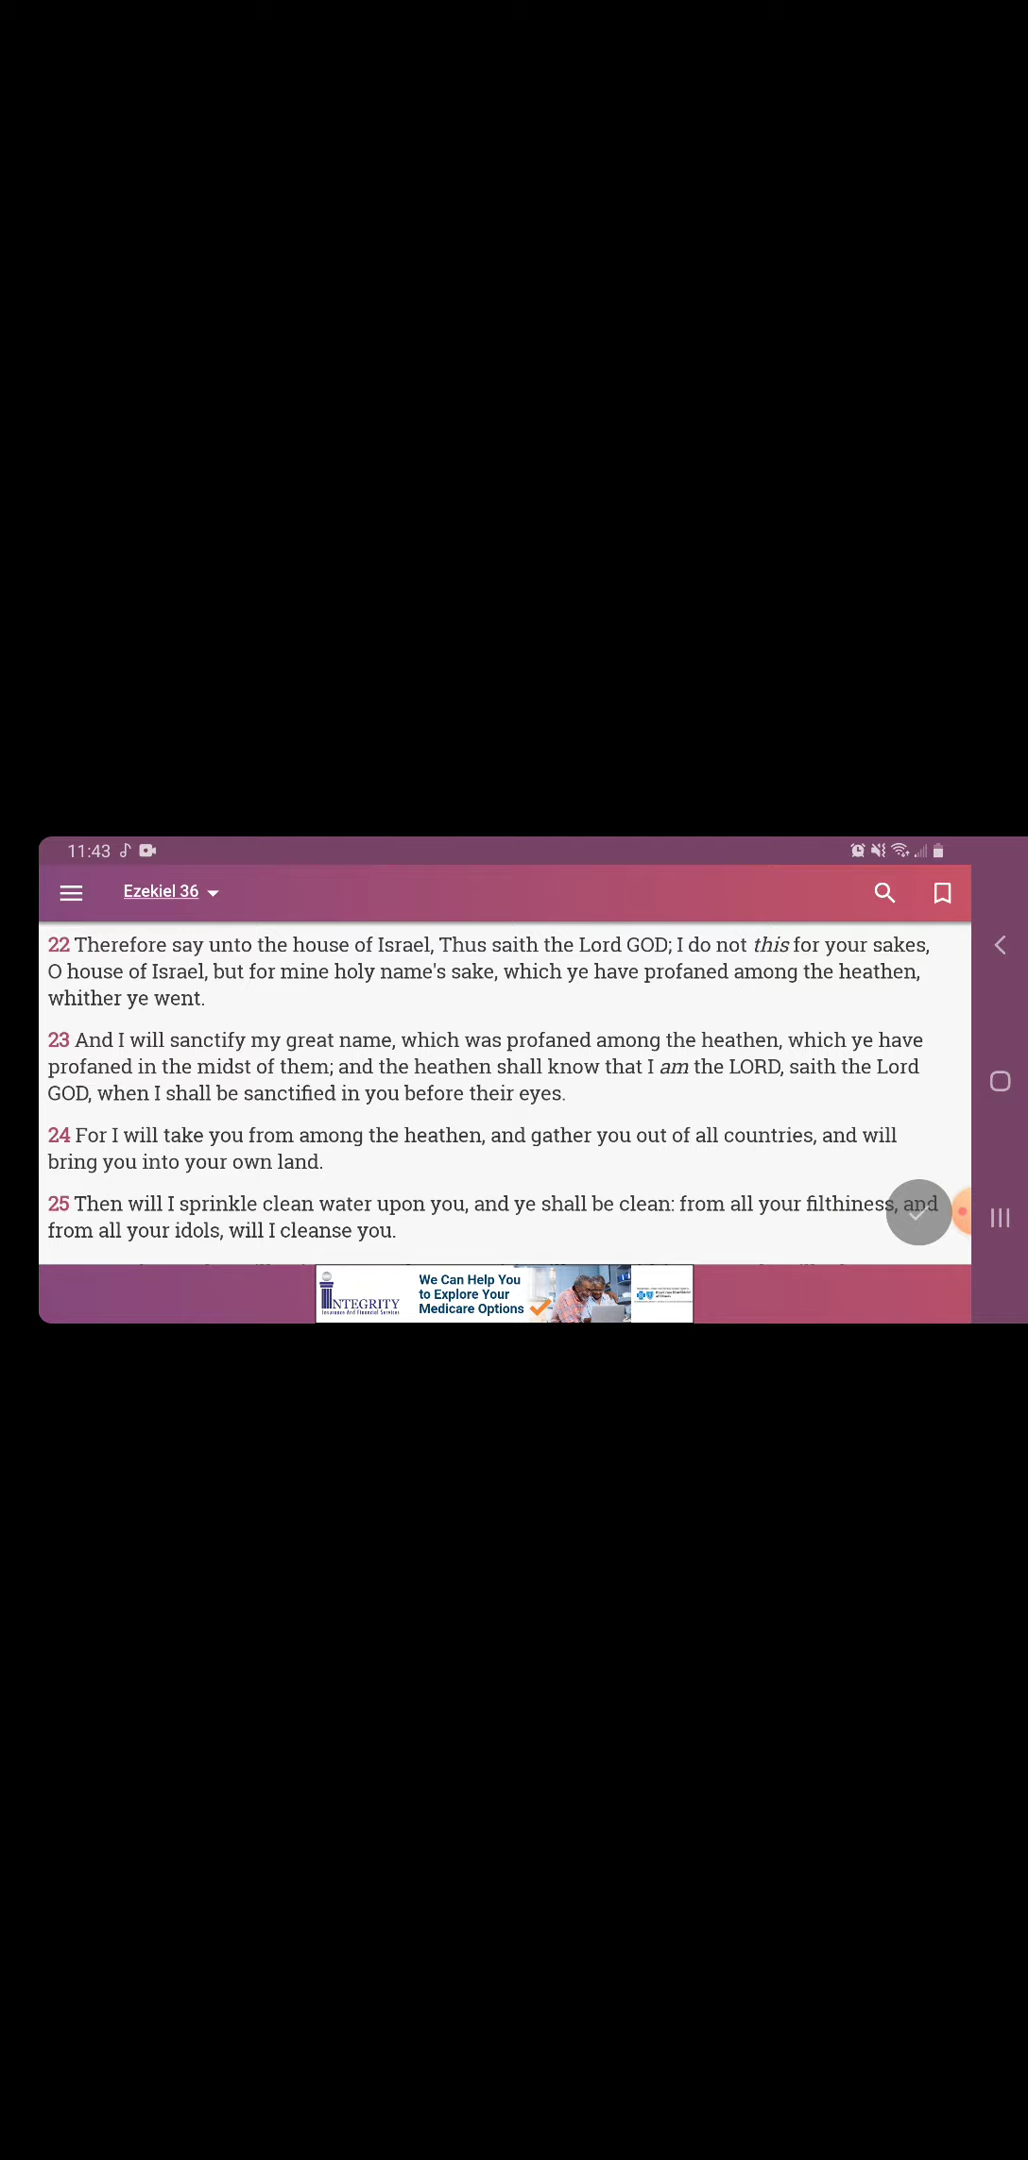 11:43
Ezekiel 36
22 Therefore say unto the house of Israel, Thus saith the Lord GOD; I do not this for your sakes,
O house of Israel, but for mine holy name's sake, which ye have profaned among the heathen,
whither ye went.
23 And I will sanctify my great name, which was profaned among the heathen, which ye have
profaned in the midst of them; and the heathen shall know that I am the LORD, saith the Lord
GOD, when I shall be sanctified in you before their eyes.
24 For I will take you from among the heathen, and gather you out of all countries, and will
bring you into your own land.
25 Then will I sprinkle clean water upon you, and ye shall be clean: from all your filthiness, and
from all your idols, will I cleanse you.
INTEGRITY
Insurance And Financial Services
We Can Help You
to Explore Your
Medicare Options